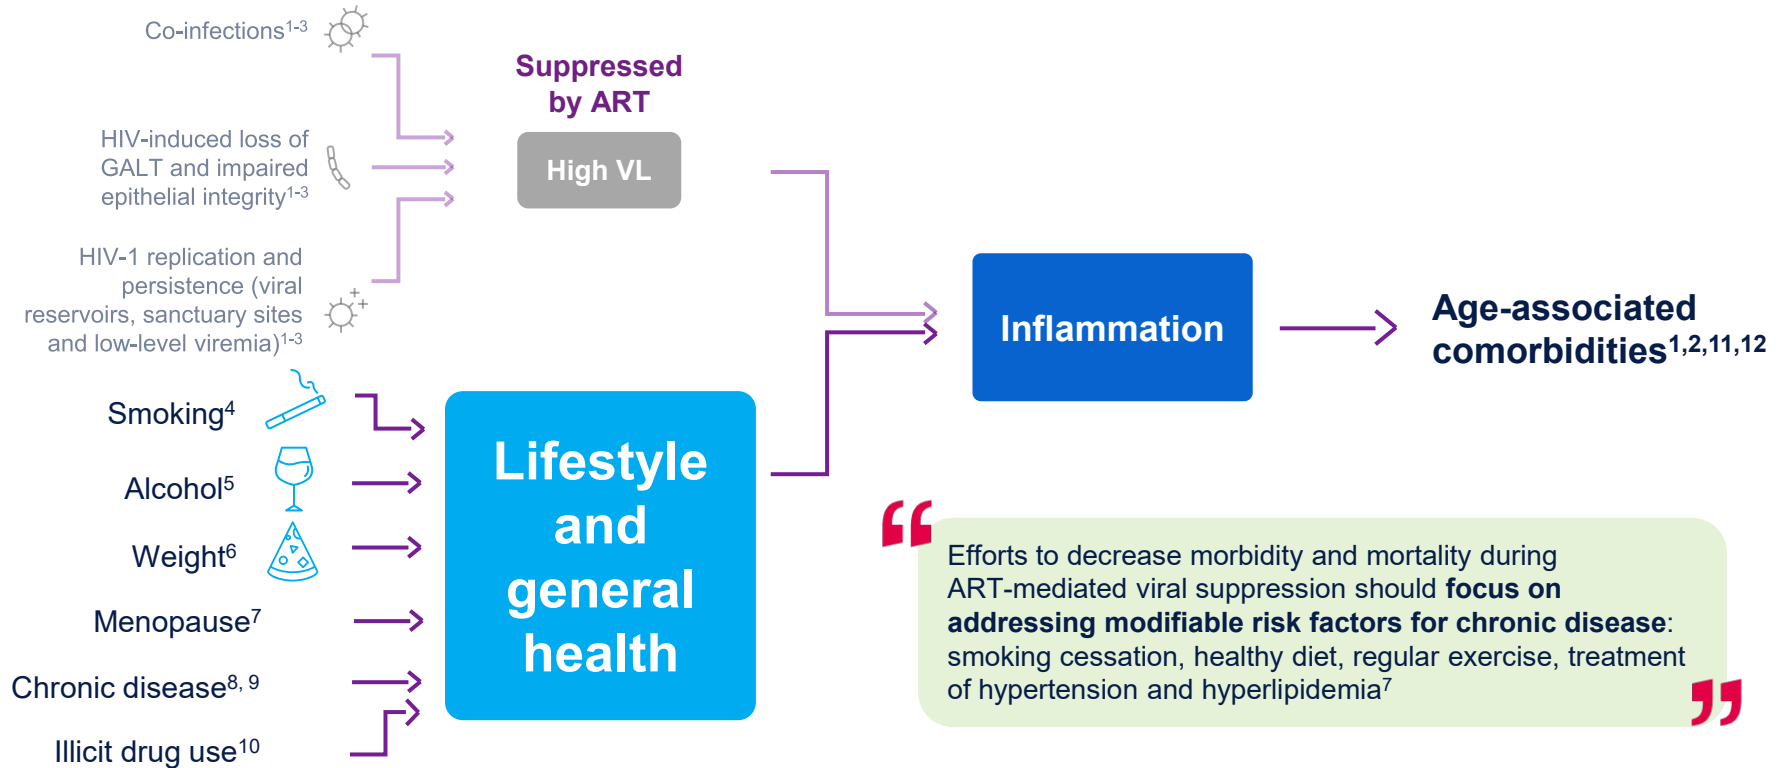 Co-infections1-3
Suppressed
by ART
HIV-induced loss of
GALT and impaired
epithelial integrity1-3
High VL
HIV-1 replication and
persistence (viral
reservoirs, sanctuary sites
and low-level viremia)1-3
Inflammation
Age-associated
comorbidities1,2,11,12
Smoking4
Alcohol5
Weight6
Menopause7
Chronic disease8, 9
Illicit drug use10
Lifestyle
and
general
health
“
Efforts to decrease morbidity and mortality during
ART-mediated viral suppression should focus on
addressing modifiable risk factors for chronic disease:
smoking cessation, healthy diet, regular exercise, treatment
of hypertension and hyperlipidemia7
”